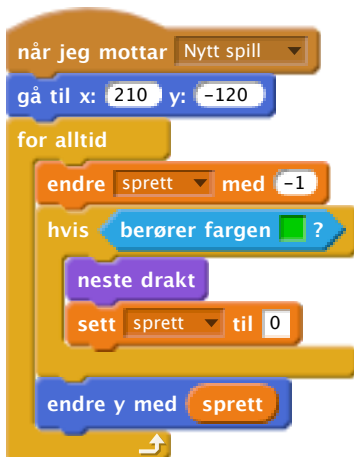 når jeg mottar Nytt spill
gå til x: 210 y: -120
for alltid
endre sprett med -1
hvis berører fargen ?
neste drakt
sett sprett til 0
endre y med sprett